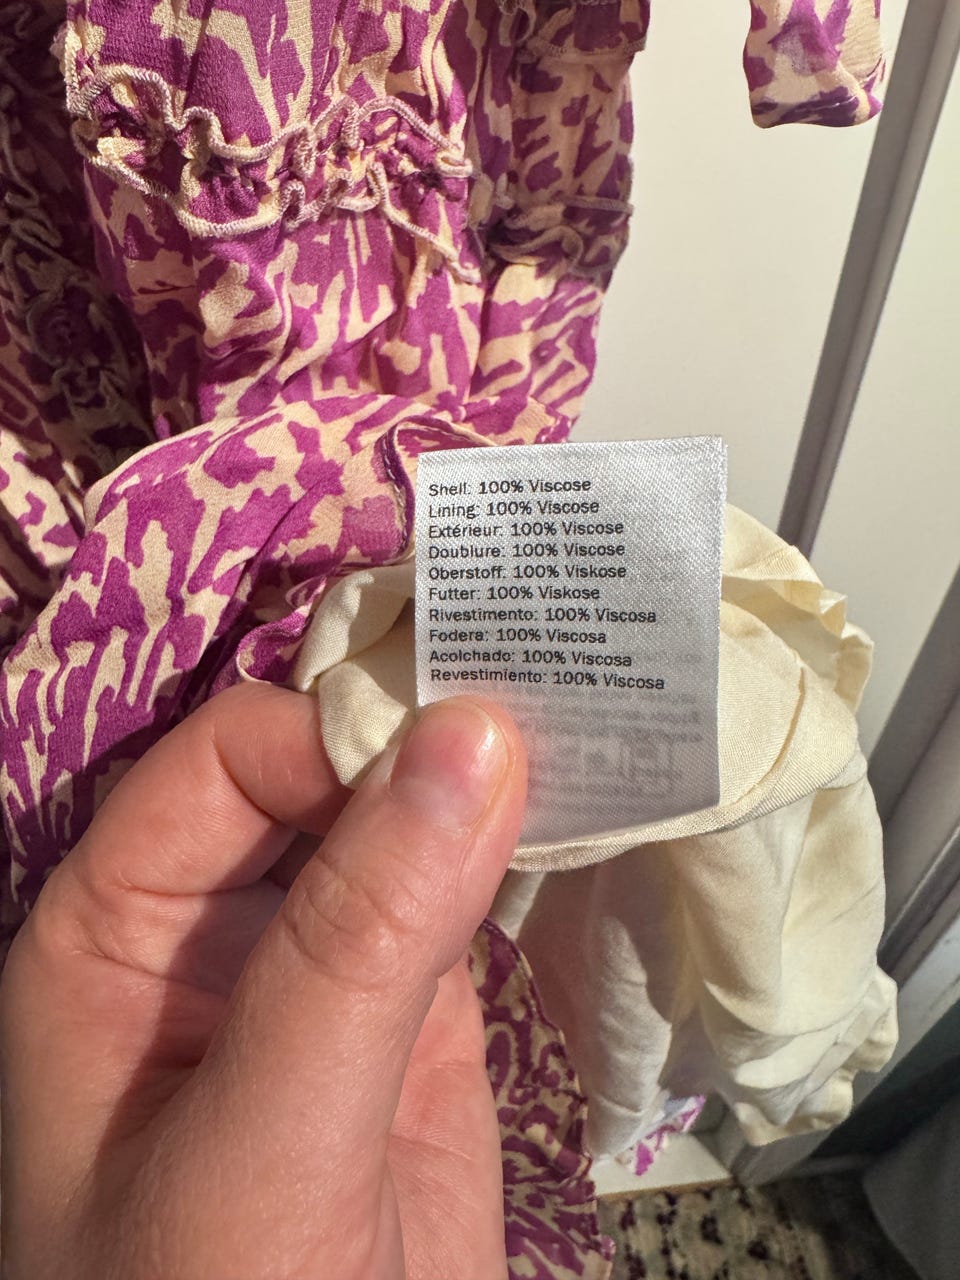 Shell: 100% Viscose
Lining: 100% Viscose
Extérieur: 100% Viscose
Doublure: 100% Viscose
Oberstoff: 100% Viskose
Futter: 100% Viskose
Rivestimento: 100% Viscosa
Fodera: 100% Viscosa
Acolchado: 100% Viscosa
Revestimiento: 100% Viscosa